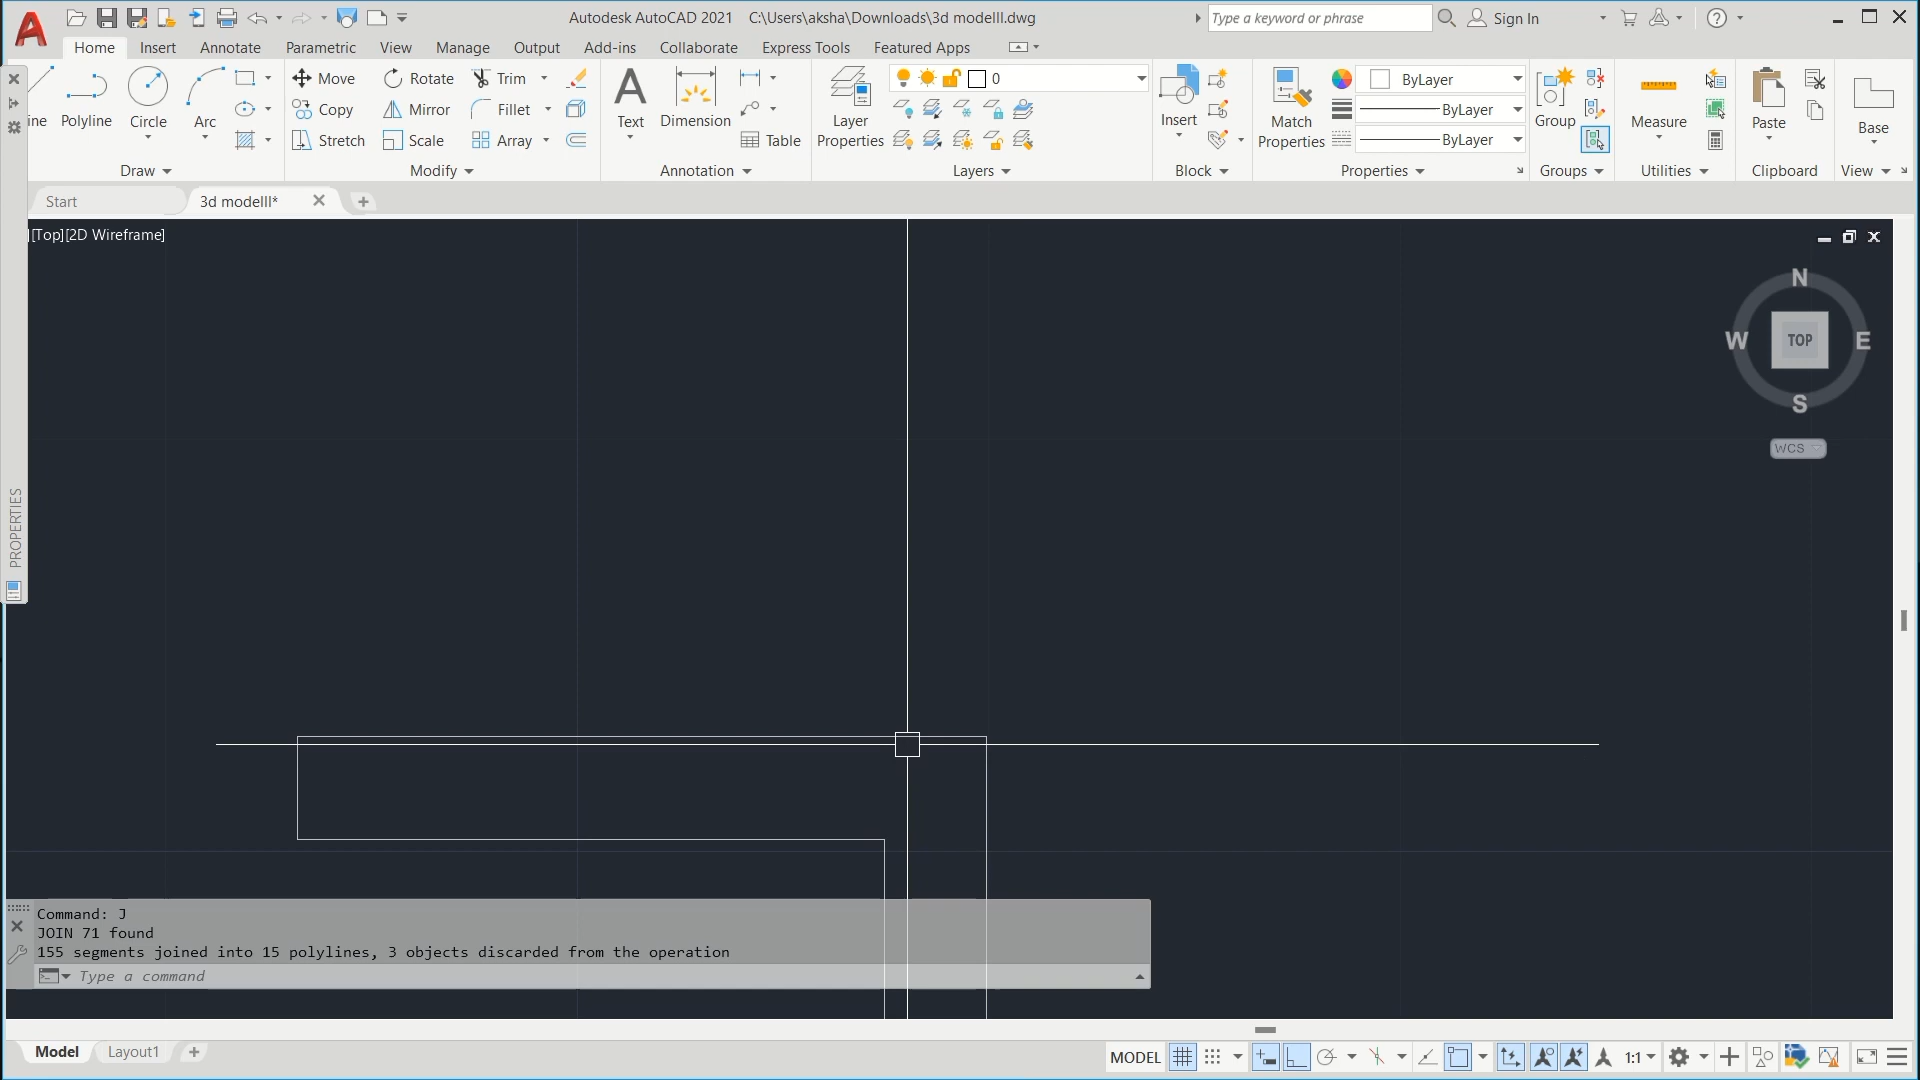 Autodesk AutoCAD 2021 C:\Users\aksha\Downloads\3d modelll.dwg
Type a keyword or phrase
Sign In
Home Insert Annotate Parametric View Manage Output Add-ins Collaborate Express Tools Featured Apps
Move Rotate Trim
Copy Mirror Fillet
Stretch Scale Array
ine Polyline Circle Arc
Text Dimension Table
Layer Properties
0
Insert
Match Properties
ByLayer
ByLayer
ByLayer
Group Measure Paste Base
Draw Modify Annotation Layers Block Properties Groups Utilities Clipboard View
Start 3d modelll*
][Top][2D Wireframe]
N
W TOP E
S
WCS
PROPERTIES
Command: J
JOIN 71 found
155 segments joined into 15 polylines, 3 objects discarded from the operation
Type a command
Model Layout1
MODEL 1:1